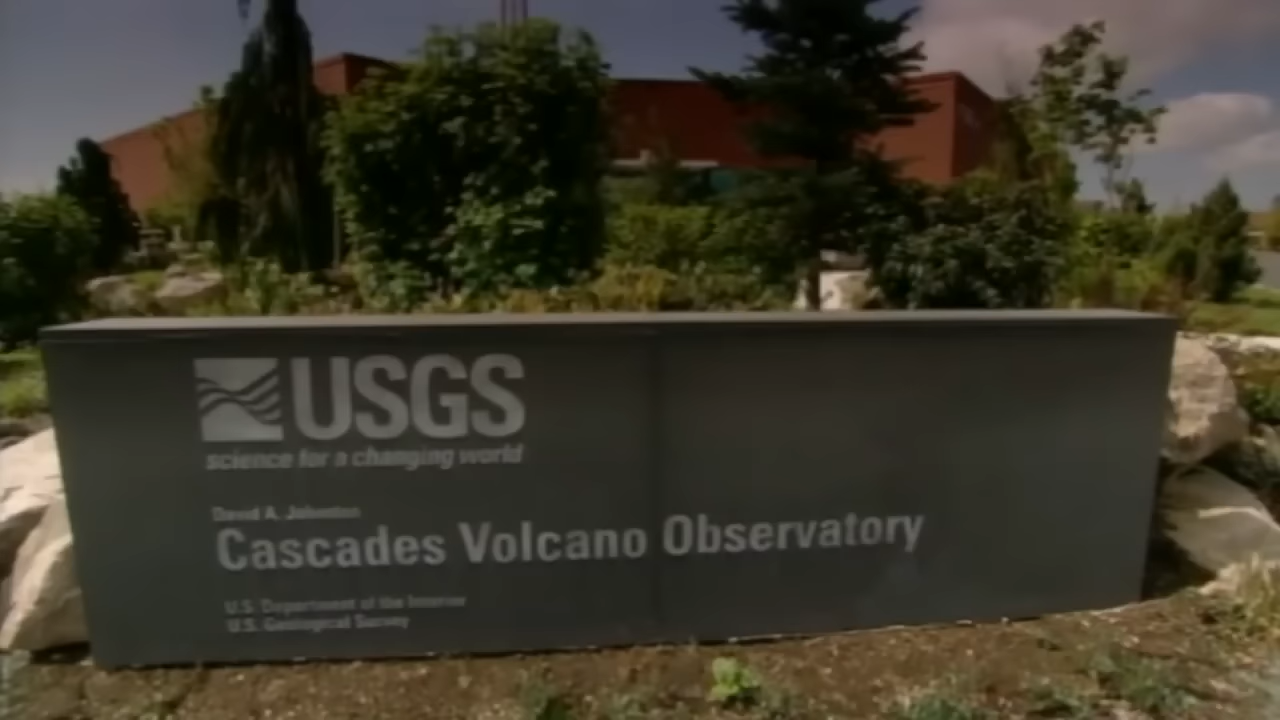 USGS
science for a changing world
David A. Johnston
Cascades Volcano Observatory
U.S. Department of the Interior
U.S. Geological Survey